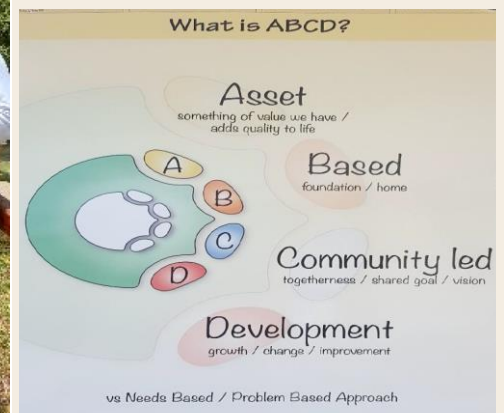 What is ABCD?
Asset
something of value we have /
adds quality to life
A
Based
foundation / home
B
C
Community led
togetherness / shared goal / vision
D
Development
growth / change / improvement
vs Needs Based / Problem Based Approach